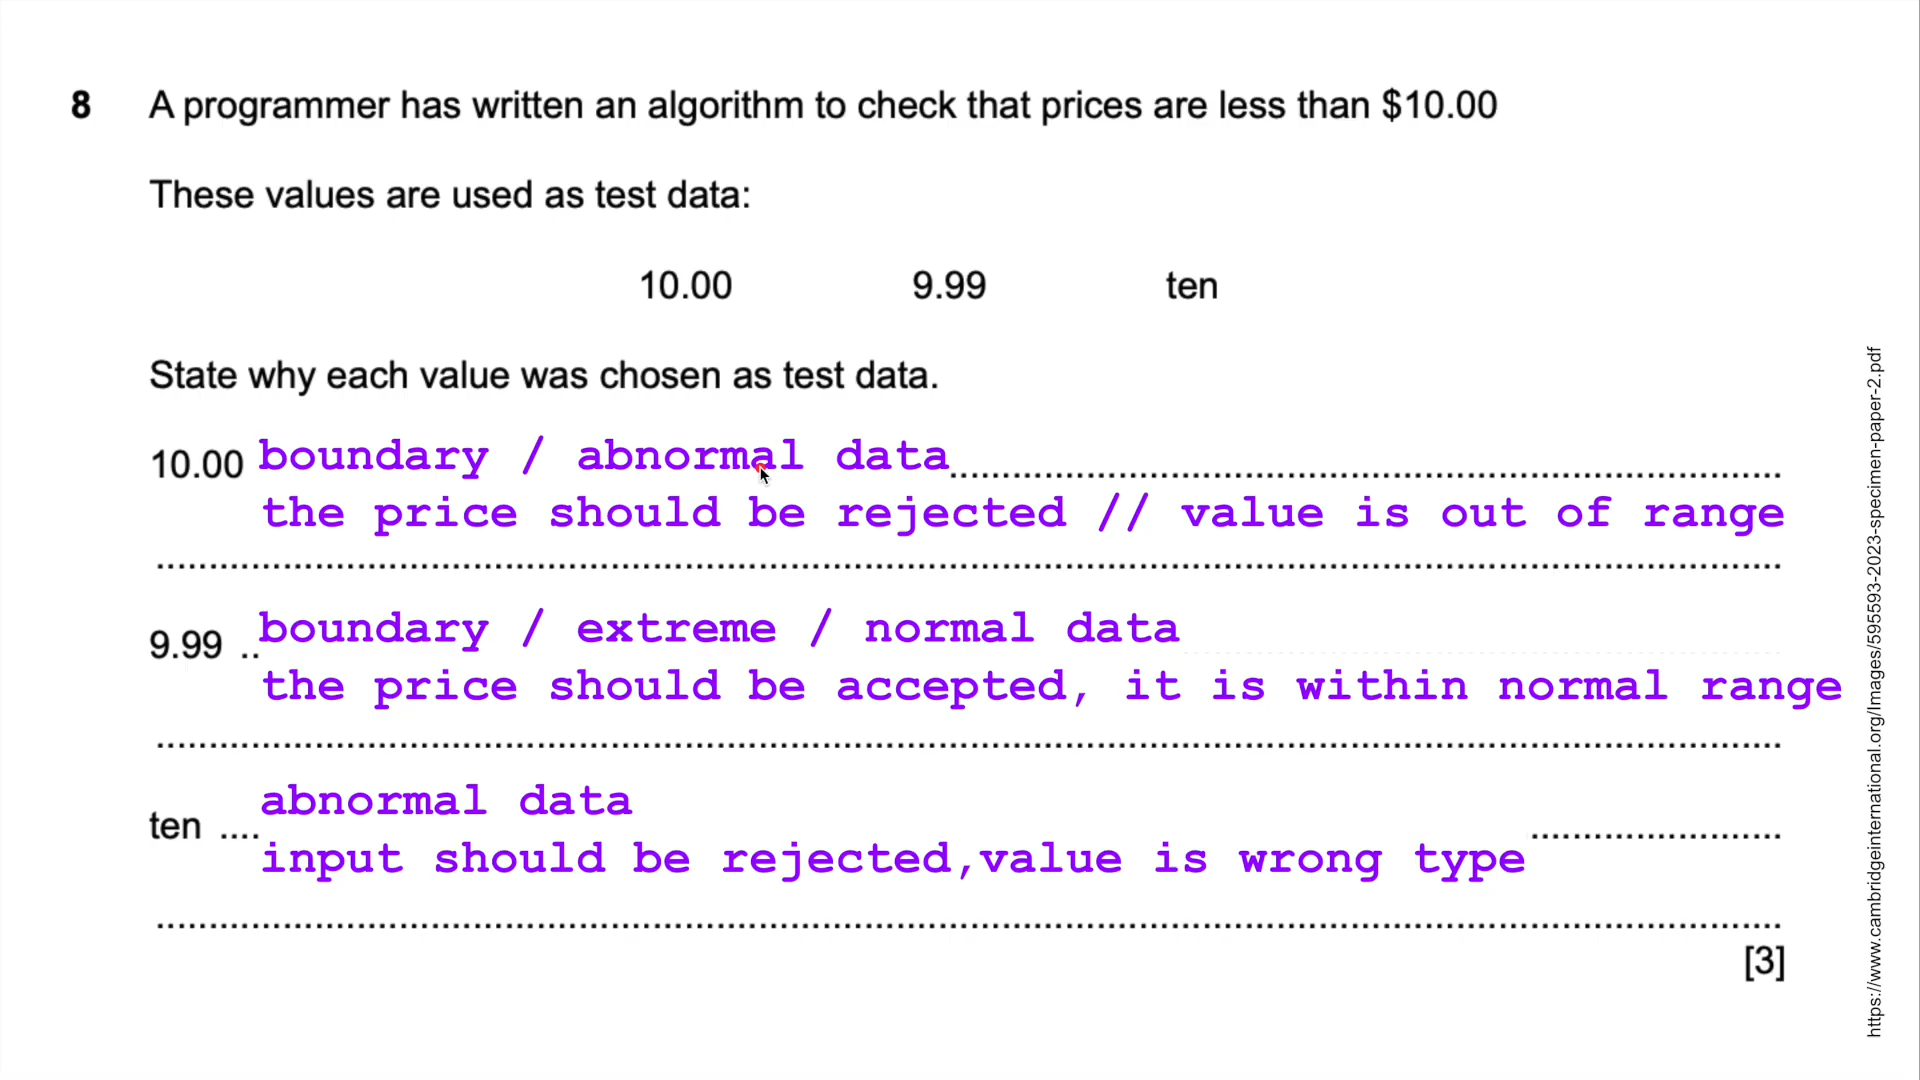 8 A programmer has written an algorithm to check that prices are less than $10.00
These values are used as test data:
10.00 9.99 ten
State why each value was chosen as test data.
10.00 boundary / abnormal data
the price should be rejected // value is out of range
9.99 boundary / extreme / normal data
the price should be accepted, it is within normal range
ten abnormal data
input should be rejected,value is wrong type
[3]
https://www.cambridgeinternational.org/Images/595593-2023-specimen-paper-2.pdf